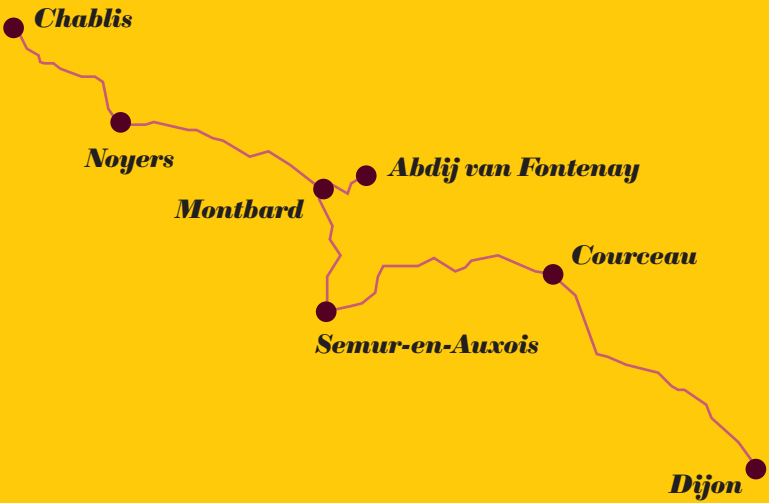 Chablis
Noyers
Abdij van Fontenay
Montbard
Courceau
Semur-en-Auxois
Dijon